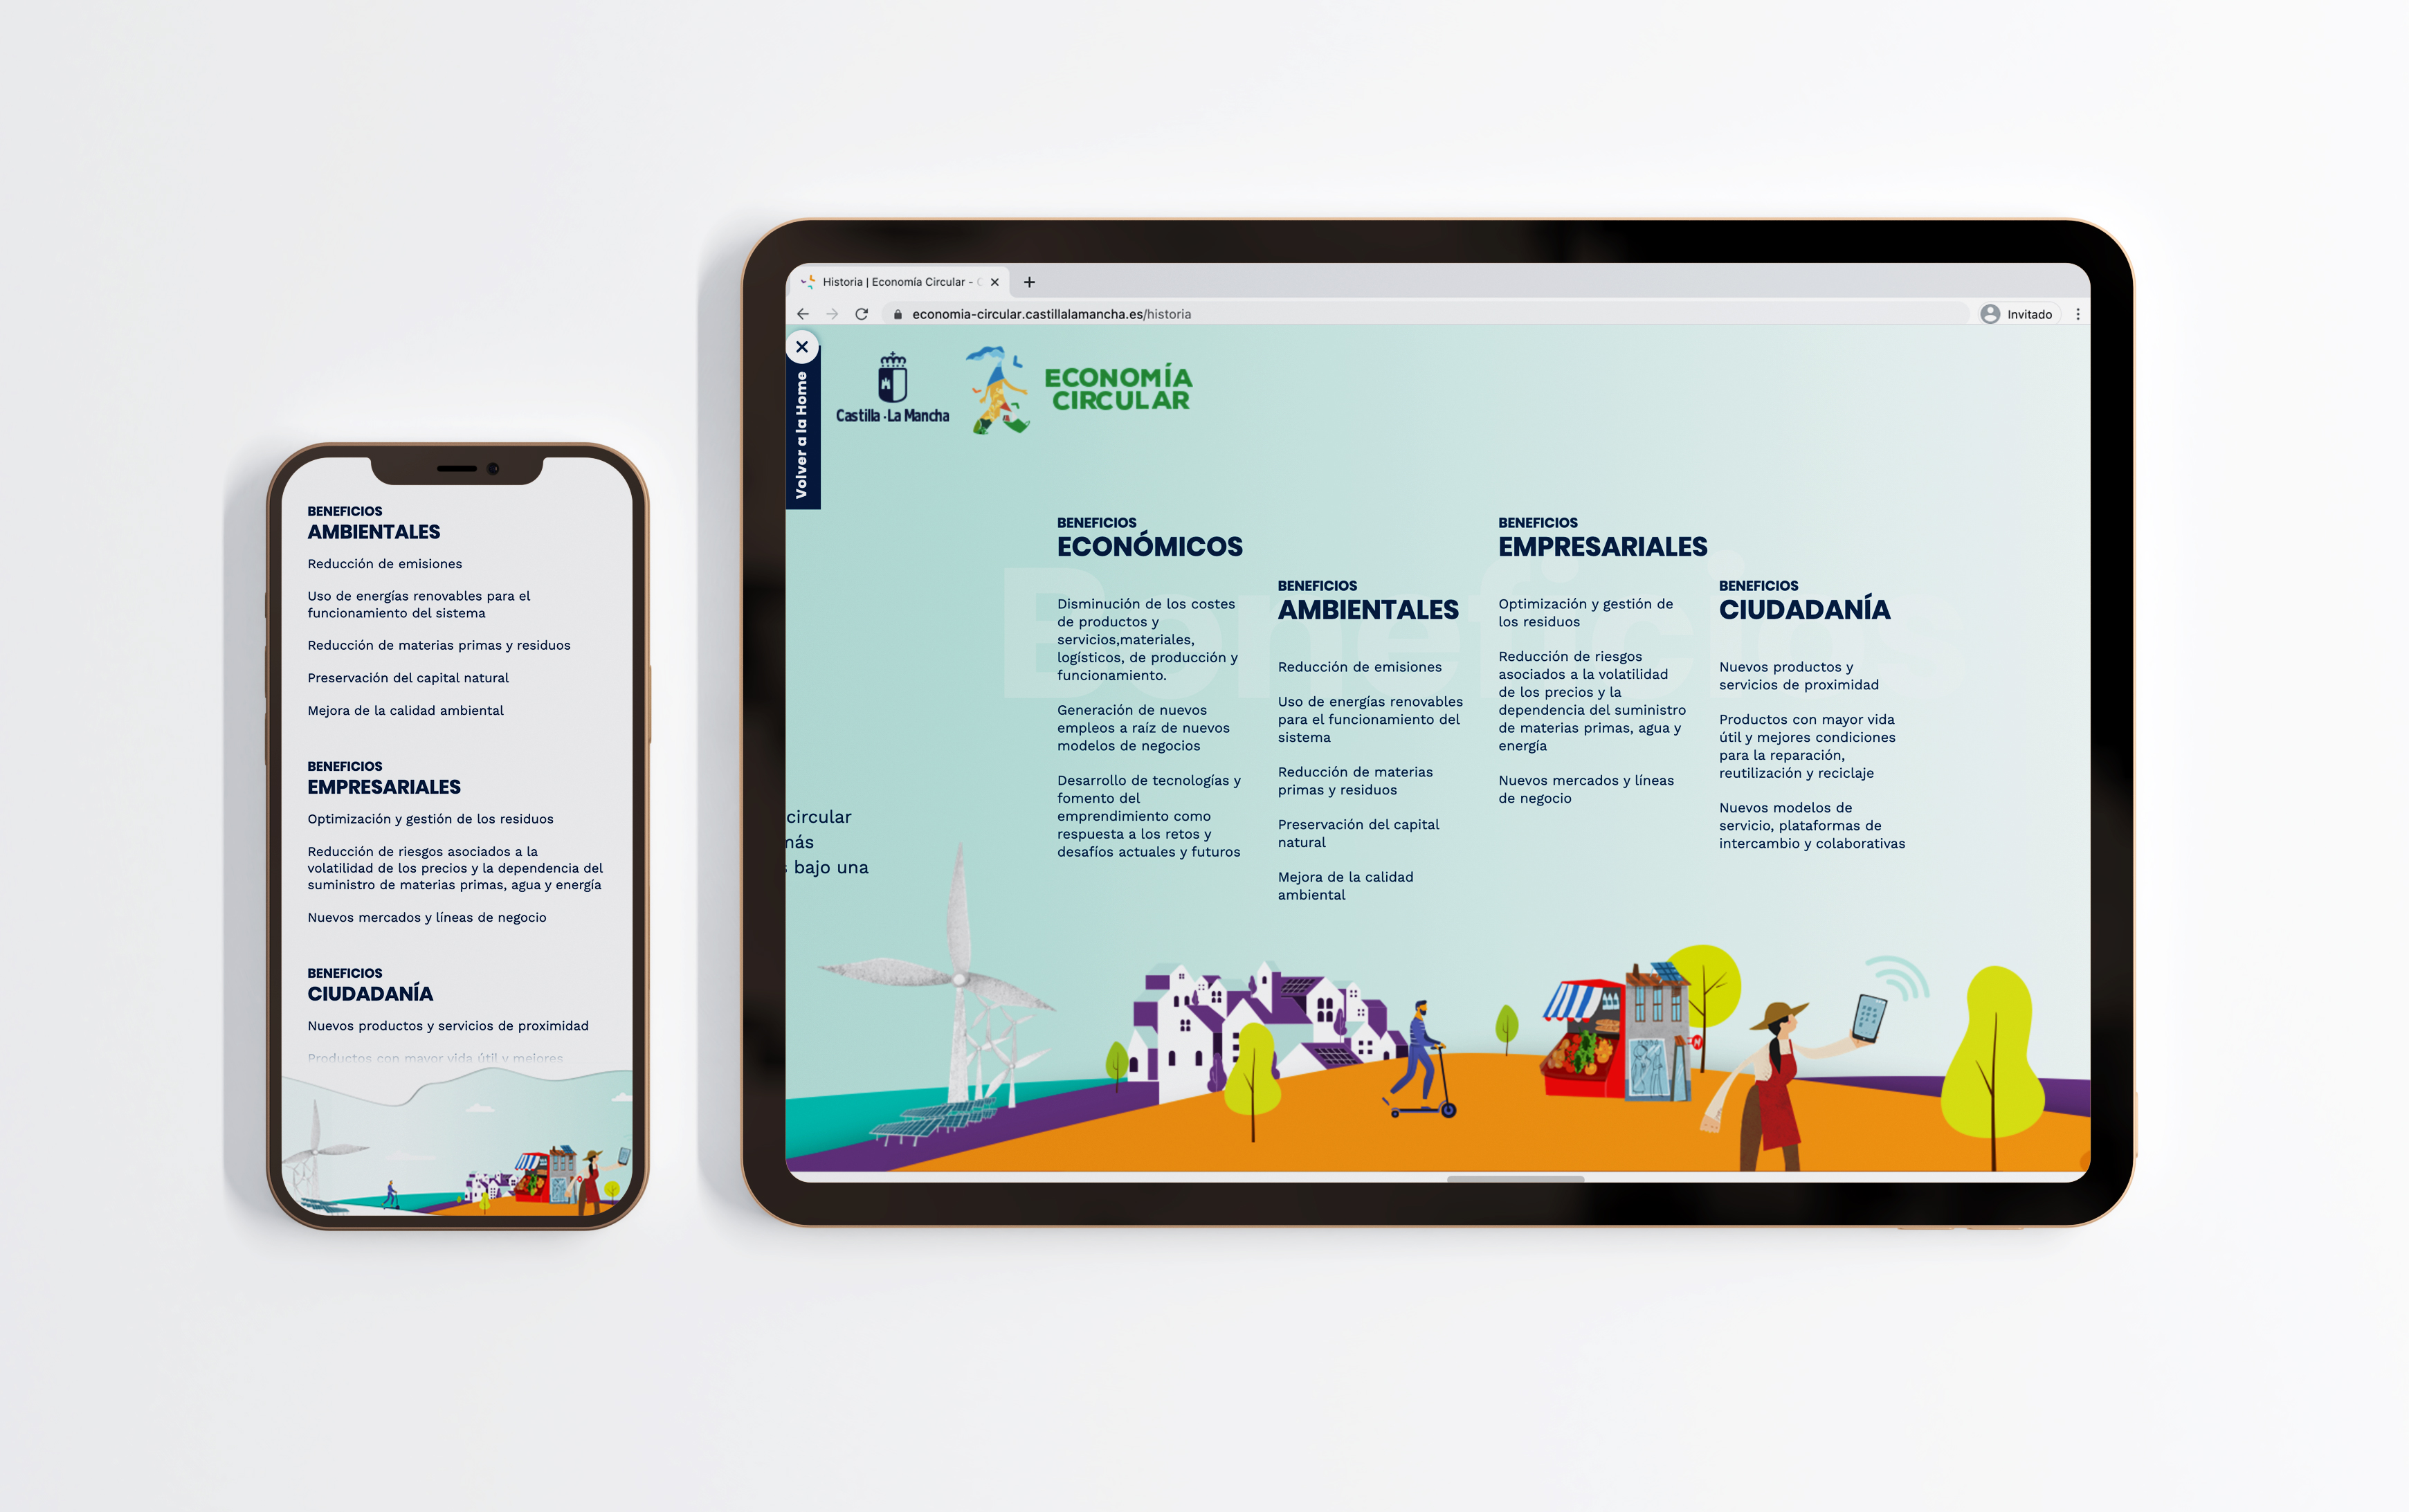 BENEFICIOS
AMBIENTALES
Reducción de emisiones
Uso de energías renovables para el
funcionamiento del sistema
Reducción de materias primas y residuos
Preservación del capital natural
Mejora de la calidad ambiental
BENEFICIOS
EMPRESARIALES
Optimización y gestión de los residuos
Reducción de riesgos asociados a la
volatilidad de los precios y la dependencia del
suministro de materias primas, agua y energía
Nuevos mercados y líneas de negocio
BENEFICIOS
CIUDADANÍA
Nuevos productos y servicios de proximidad
Productos con mayor vida útil y mejores
Historia | Economía Circular -
economia-circular.castillalamancha.es/historia
Invitado
Volver a la Home
Castilla-La Mancha
ECONOMÍA
CIRCULAR
Beneficios
circular
más
bajo una
BENEFICIOS
ECONÓMICOS
Disminución de los costes
de productos y
servicios,materiales,
logísticos, de producción y
funcionamiento.
Generación de nuevos
empleos a raíz de nuevos
modelos de negocios
Desarrollo de tecnologías y
fomento del
emprendimiento como
respuesta a los retos y
desafíos actuales y futuros
BENEFICIOS
AMBIENTALES
Reducción de emisiones
Uso de energías renovables
para el funcionamiento del
sistema
Reducción de materias
primas y residuos
Preservación del capital
natural
Mejora de la calidad
ambiental
BENEFICIOS
EMPRESARIALES
Optimización y gestión de
los residuos
Reducción de riesgos
asociados a la volatilidad
de los precios y la
dependencia del suministro
de materias primas, agua y
energía
Nuevos mercados y líneas
de negocio
BENEFICIOS
CIUDADANÍA
Nuevos productos y
servicios de proximidad
Productos con mayor vida
útil y mejores condiciones
para la reparación,
reutilización y reciclaje
Nuevos modelos de
servicio, plataformas de
intercambio y colaborativas